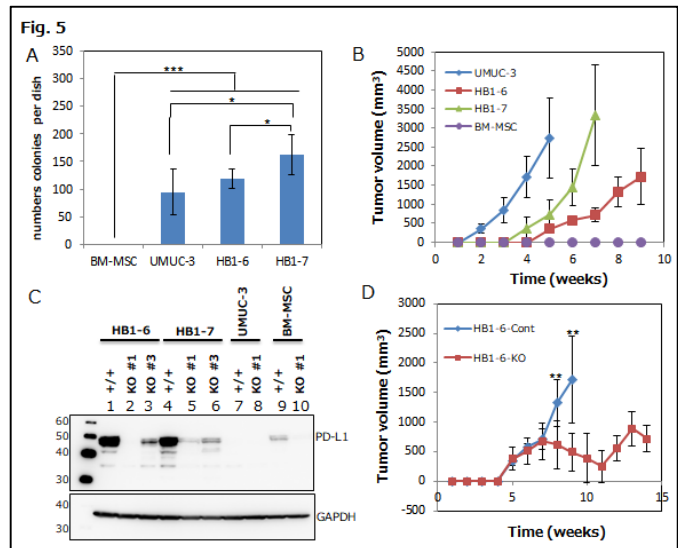 Fig. 5
A
numbers colonies per dish
350
300
250
200
150
100
50
0
***
*
*
BM-MSC UMUC-3 HB1-6 HB1-7
B
Tumor volume (mm³)
5000
4500
4000
3500
3000
2500
2000
1500
1000
500
0
UMUC-3
HB1-6
HB1-7
BM-MSC
0 2 4 6 8 10
Time (weeks)
C
HB1-6 HB1-7 UMUC-3 BM-MSC
+/+ KO #1 KO #3 +/+ KO #1 KO #3 +/+ KO #1 +/+ KO #1
1 2 3 4 5 6 7 8 9 10
60
50
40
30
PD-L1
40
30
GAPDH
D
Tumor volume (mm³)
3000
2500
2000
1500
1000
500
0
-500
HB1-6-Cont
HB1-6-KO
**
**
0 5 10 15
Time (weeks)